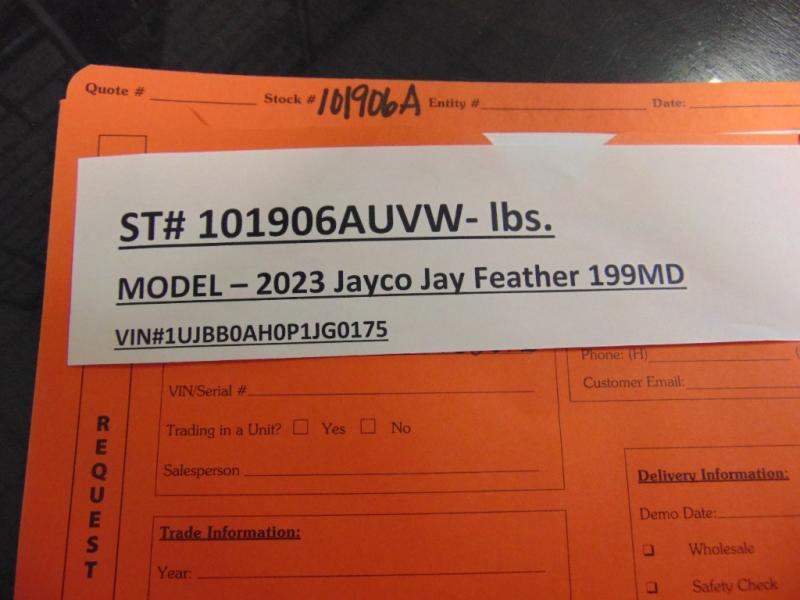 Quote # Stock # 101906A Entity # Date:
ST# 101906AUVW- lbs.
MODEL – 2023 Jayco Jay Feather 199MD
VIN#1UJBB0AH0P1JG0175
Phone: (H)
Customer Email:
VIN/Serial #
Trading in a Unit? Yes No
Salesperson
REQUEST
Delivery Information:
Demo Date:
Wholesale
Safety Check
Trade Information:
Year: